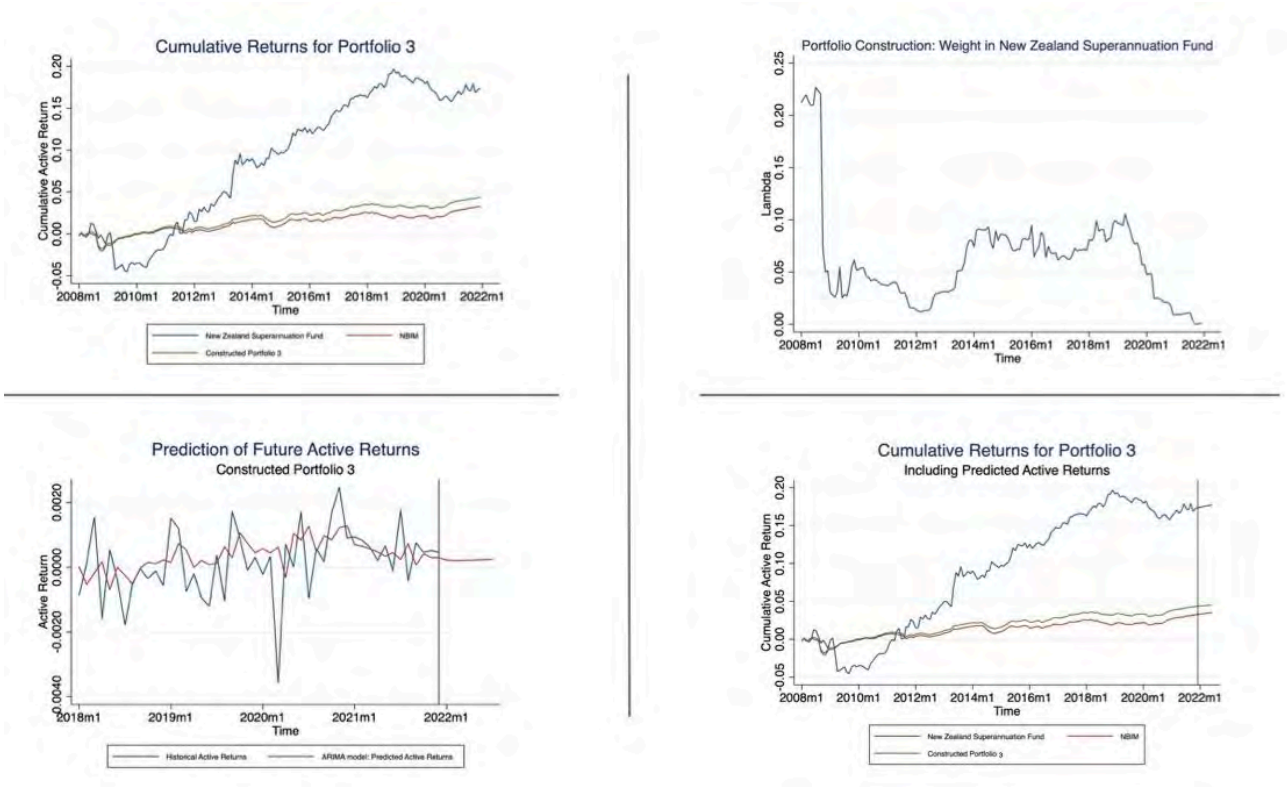 Cumulative Returns for Portfolio 3
Cumulative Active Return
0.20
0.15
0.10
0.05
0.00
-0.05
2008m1 2010m1 2012m1 2014m1 2016m1 2018m1 2020m1 2022m1
Time
New Zealand Superannuation Fund NBIM
Constructed Portfolio 3
Portfolio Construction: Weight in New Zealand Superannuation Fund
Lambda
0.25
0.20
0.15
0.10
0.05
0.00
2008m1 2010m1 2012m1 2014m1 2016m1 2018m1 2020m1 2022m1
Time
Prediction of Future Active Returns
Constructed Portfolio 3
Active Return
0.0020
0.0000
-0.0020
-0.0040
2018m1 2019m1 2020m1 2021m1 2022m1
Time
Historical Active Returns ARIMA model: Predicted Active Returns
Cumulative Returns for Portfolio 3
Including Predicted Active Returns
Cumulative Active Return
0.20
0.15
0.10
0.05
0.00
-0.05
2008m1 2010m1 2012m1 2014m1 2016m1 2018m1 2020m1 2022m1
Time
New Zealand Superannuation Fund NBIM
Constructed Portfolio 3